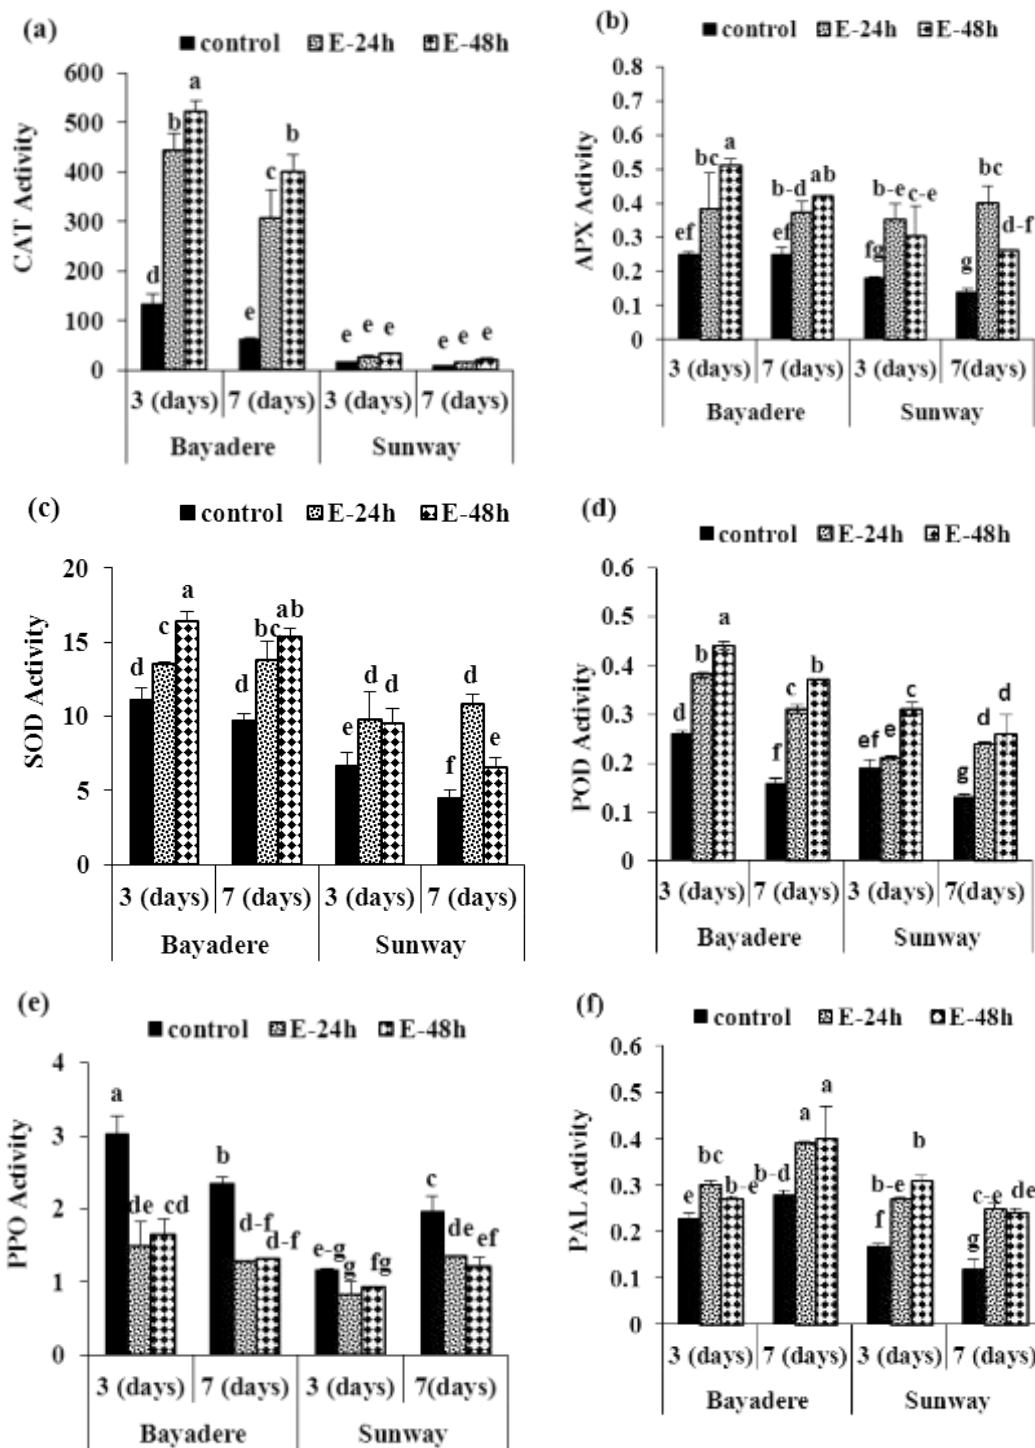 (a)
control E-24h E-48h
CAT Activity
600
500
400
300
200
100
0
d b a
e c b
e e e
e e e
3 (days) 7 (days) 3 (days) 7 (days)
Bayadere Sunway
(b)
control E-24h E-48h
APX Activity
0.8
0.7
0.6
0.5
0.4
0.3
0.2
0.1
0
ef bc a
ef b-d ab
fg b-e c-e
g bc d-f
3 (days) 7 (days) 3 (days) 7(days)
Bayadere Sunway
(c)
control E-24h E-48h
SOD Activity
20
15
10
5
0
d c a
d bc ab
e d d
f d e
3 (days) 7 (days) 3 (days) 7 (days)
Bayadere Sunway
(d)
control E-24h E-48h
POD Activity
0.6
0.5
0.4
0.3
0.2
0.1
0
d b a
f c b
ef e c
g d d
3 (days) 7 (days) 3 (days) 7(days)
Bayadere Sunway
(e)
control E-24h E-48h
PPO Activity
4
3
2
1
0
a de cd
b d-f d-f
e-g g fg
c de ef
3 (days) 7 (days) 3 (days) 7(days)
Bayadere Sunway
(f)
control E-24h E-48h
PAL Activity
0.6
0.5
0.4
0.3
0.2
0.1
0
e bc b-e
b-d a a
f b-e b
g c-e de
3 (days) 7 (days) 3 (days) 7 (days)
Bayadere Sunway